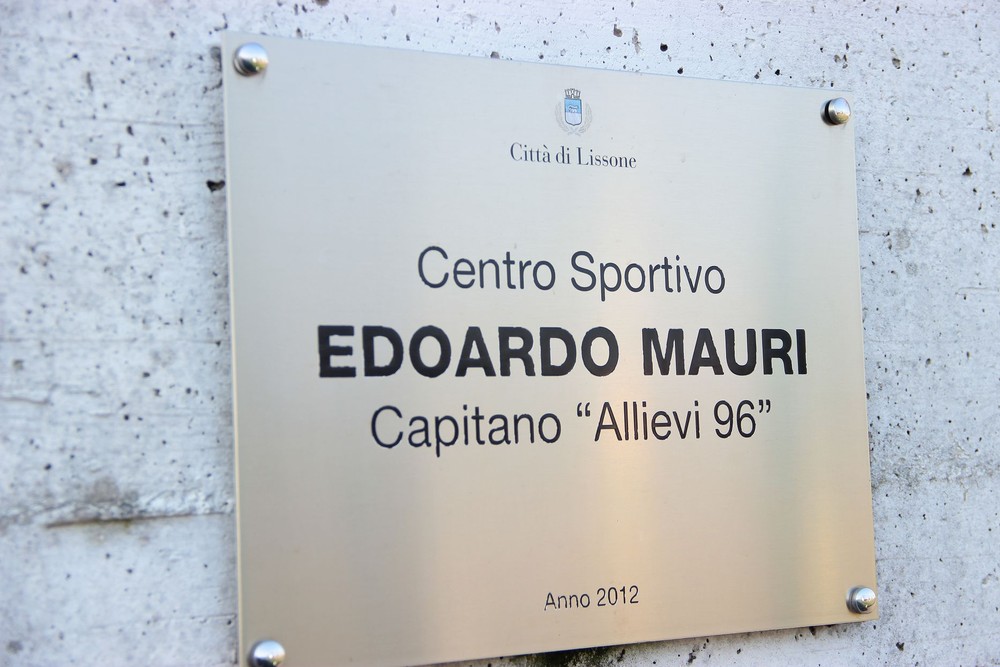 Città di Lissone
Centro Sportivo
EDOARDO MAURI
Capitano “Allievi 96”
Anno 2012